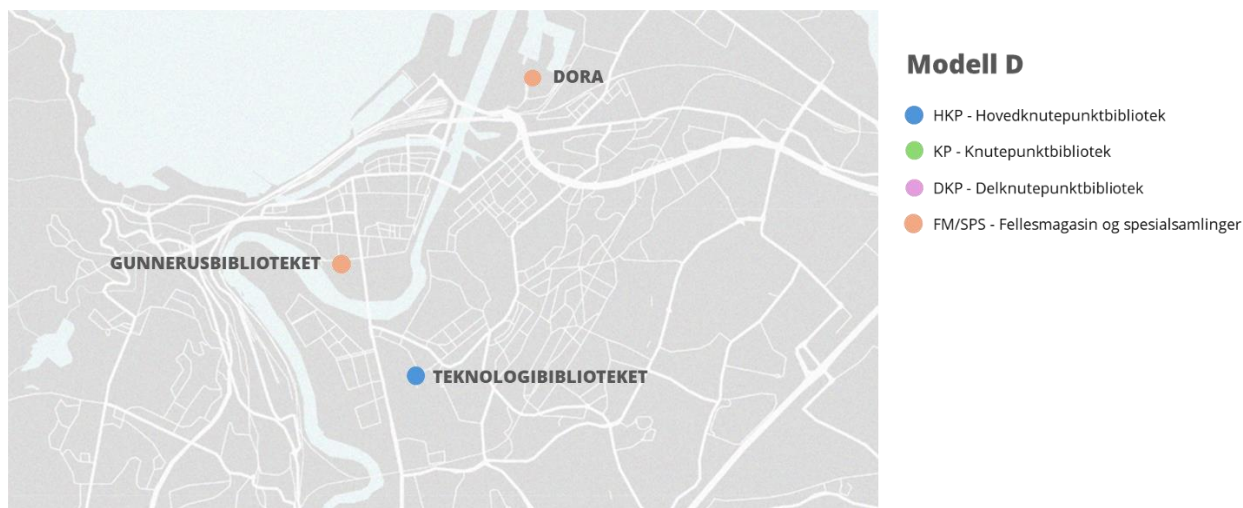 DORA
GUNNERUSBIBLIOTEKET
TEKNOLOGIBIBLIOTEKET
Modell D
HKP - Hovedknutepunktbibliotek
KP - Knutepunktbibliotek
DKP - Delknutepunktbibliotek
FM/SPS - Fellesmagasin og spesialsamlinger